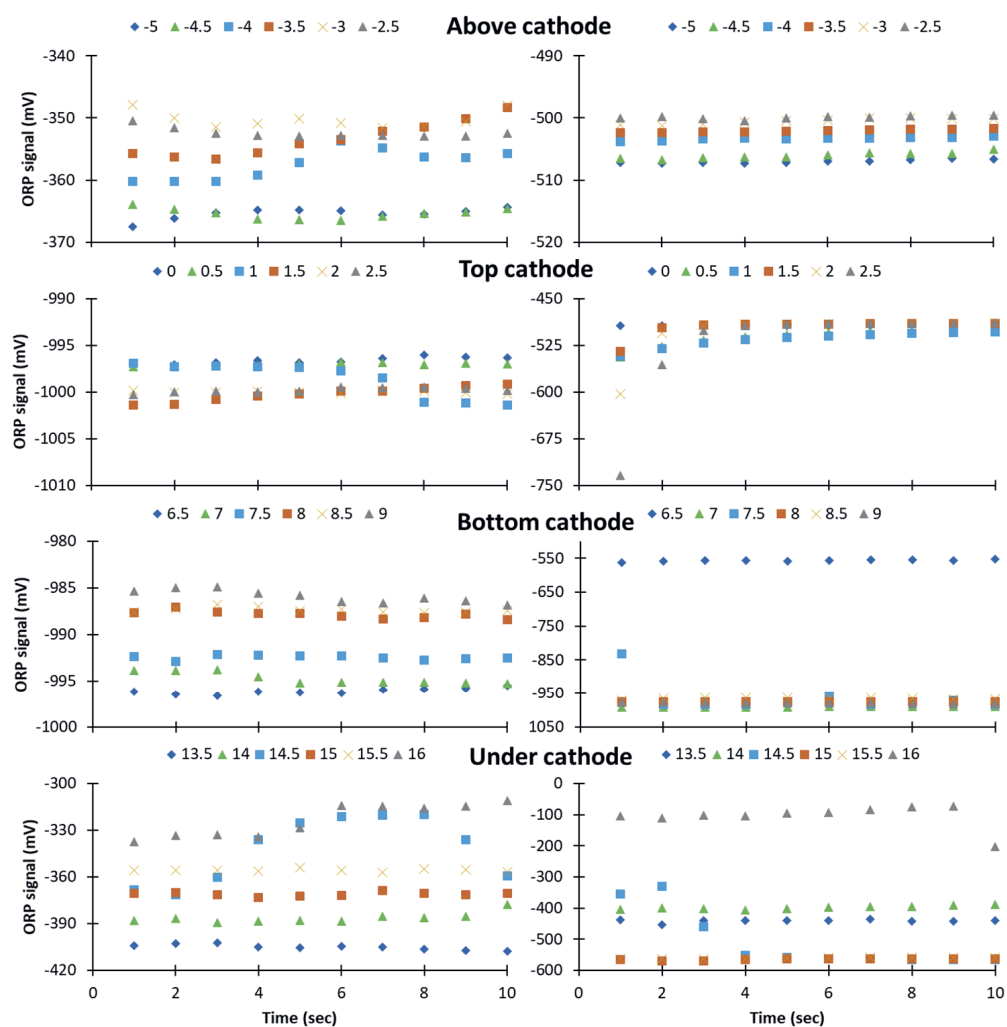 Above cathode
-5 -4.5 -4 -3.5 -3 -2.5
-5 -4.5 -4 -3.5 -3 -2.5
ORP signal (mV)
-340
-350
-360
-370
-490
-500
-510
-520
Top cathode
0 0.5 1 1.5 2 2.5
0 0.5 1 1.5 2 2.5
ORP signal (mV)
-990
-995
-1000
-1005
-1010
-450
-525
-600
-675
-750
Bottom cathode
6.5 7 7.5 8 8.5 9
6.5 7 7.5 8 8.5 9
ORP signal (mV)
-980
-985
-990
-995
-1000
-550
-650
-750
-850
-950
-1050
Under cathode
13.5 14 14.5 15 15.5 16
13.5 14 14.5 15 15.5 16
ORP signal (mV)
-300
-330
-360
-390
-420
0
-100
-200
-300
-400
-500
-600
0 2 4 6 8 10
0 2 4 6 8 10
Time (sec)
Time (sec)